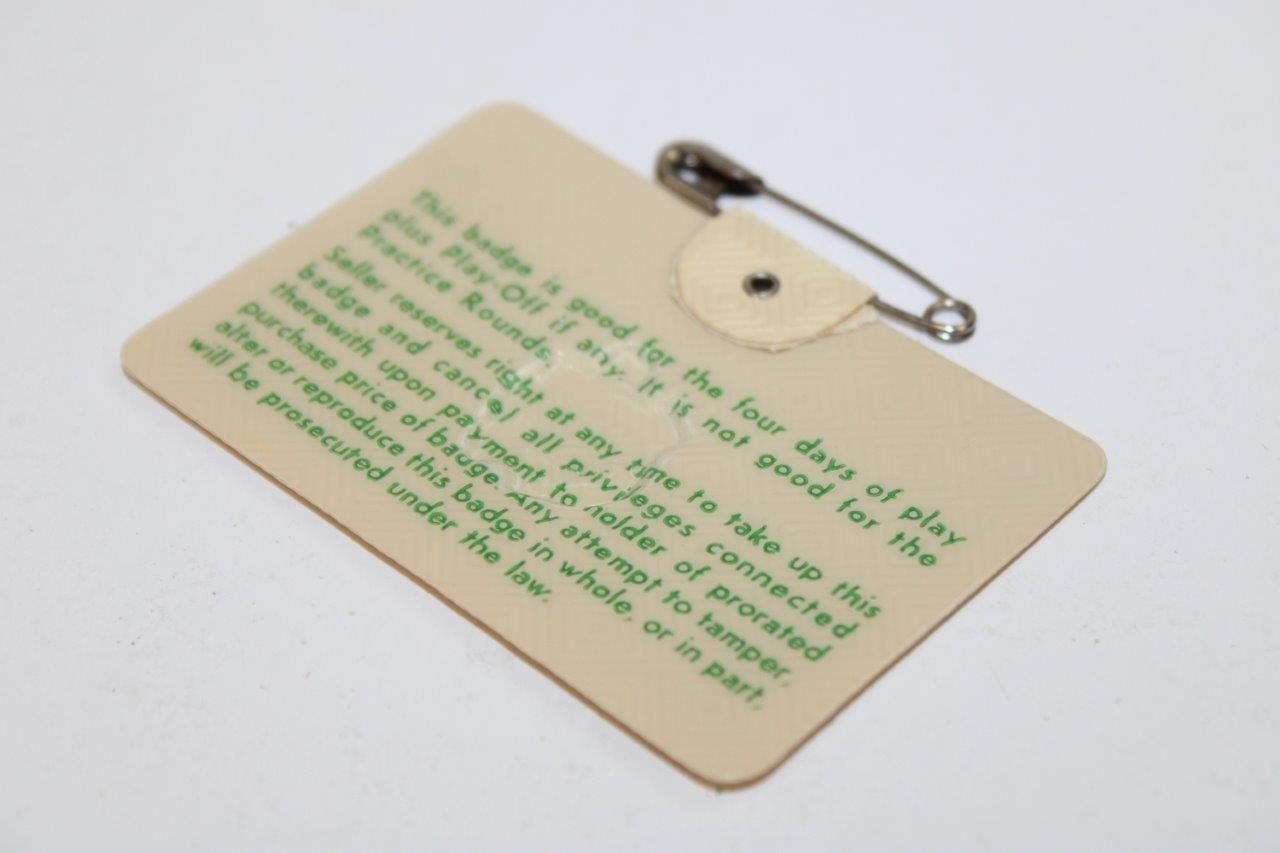 This badge is good for the four days of play
plus Play-Off if any. It is not good for the
Practice Rounds.
Seller reserves right at any time to take up this
badge and cancel all privileges connected
therewith upon payment to holder of prorated
purchase price of badge. Any attempt to tamper,
alter or reproduce this badge in whole, or in part,
will be prosecuted under the law.